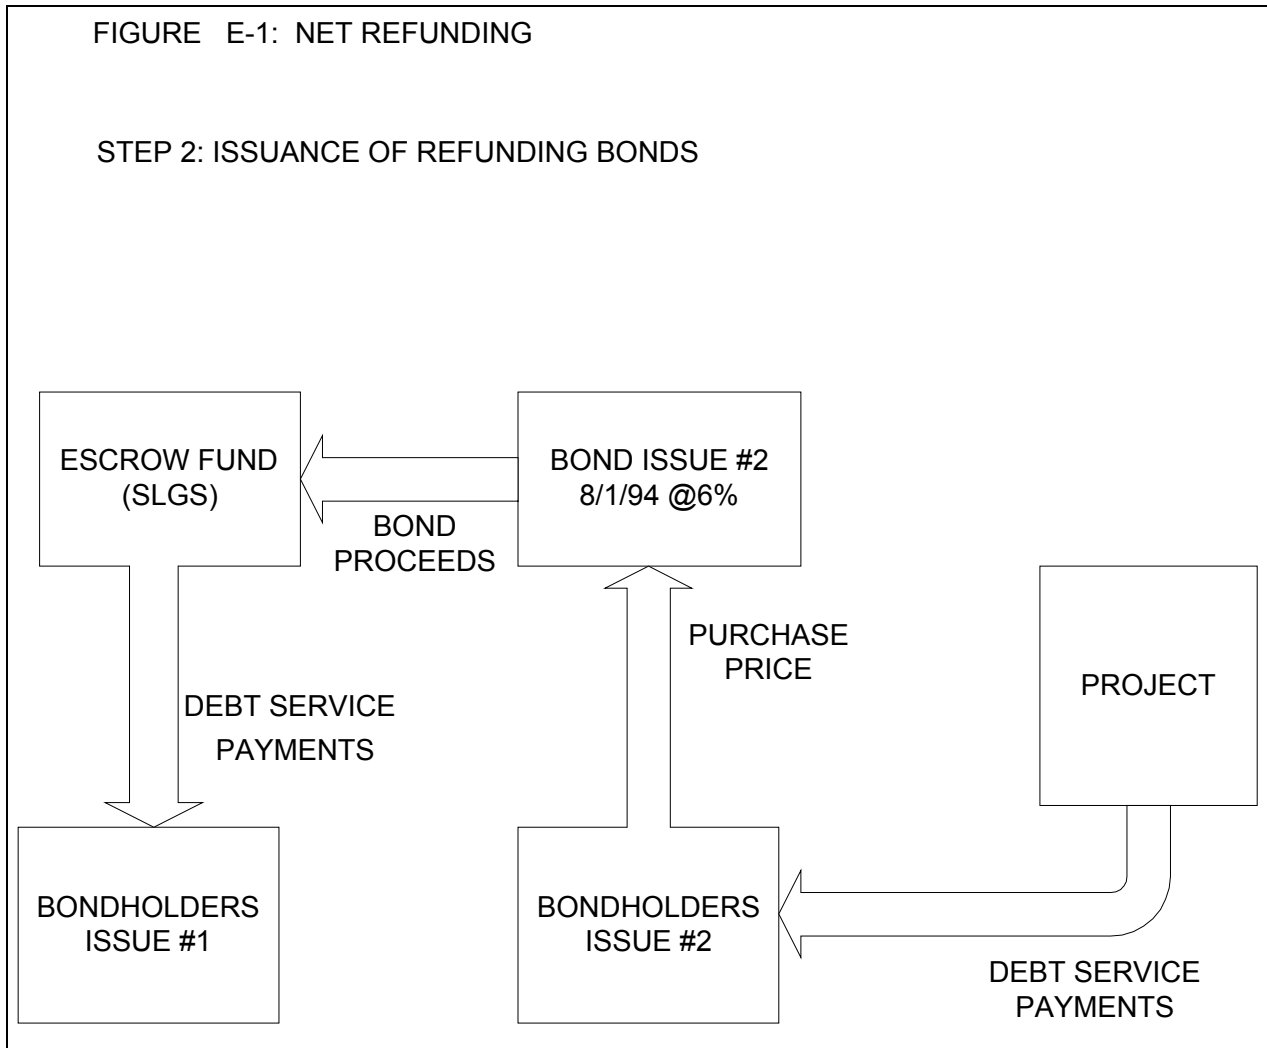 FIGURE E-1: NET REFUNDING
STEP 2: ISSUANCE OF REFUNDING BONDS
ESCROW FUND
(SLGS)
BOND
PROCEEDS
BOND ISSUE #2
8/1/94 @6%
PURCHASE
PRICE
PROJECT
DEBT SERVICE
PAYMENTS
BONDHOLDERS
ISSUE #1
BONDHOLDERS
ISSUE #2
DEBT SERVICE
PAYMENTS